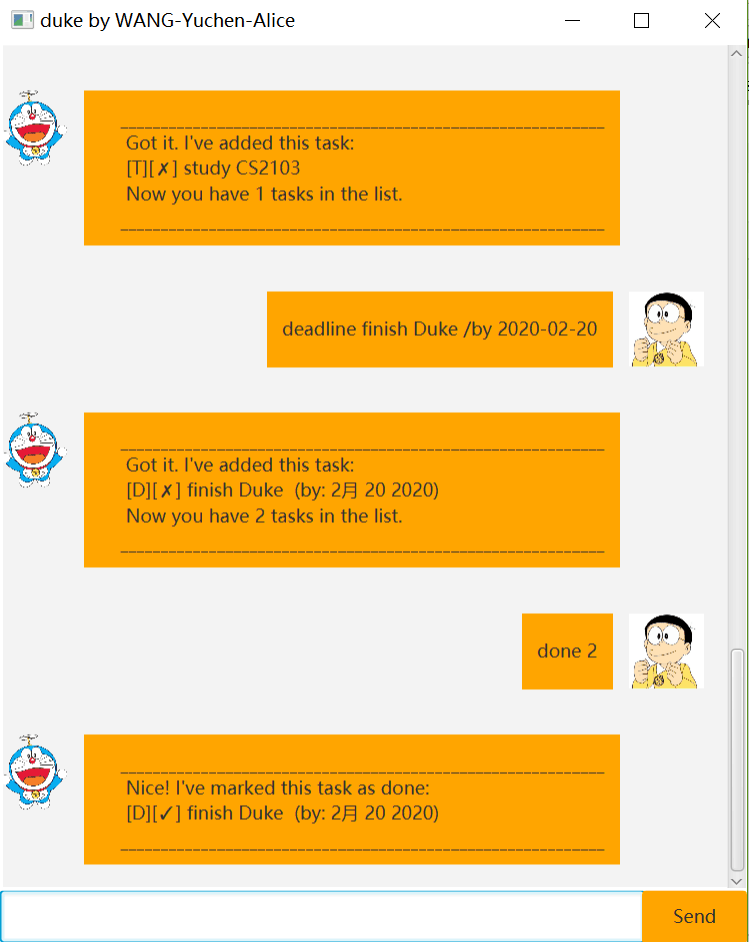 duke by WANG-Yuchen-Alice
____________________________________________________________
Got it. I've added this task:
[T][✗] study CS2103
Now you have 1 tasks in the list.
____________________________________________________________
deadline finish Duke /by 2020-02-20
____________________________________________________________
Got it. I've added this task:
[D][✗] finish Duke  (by: 2月 20 2020)
Now you have 2 tasks in the list.
____________________________________________________________
done 2
____________________________________________________________
Nice! I've marked this task as done:
[D][✓] finish Duke  (by: 2月 20 2020)
____________________________________________________________
Send